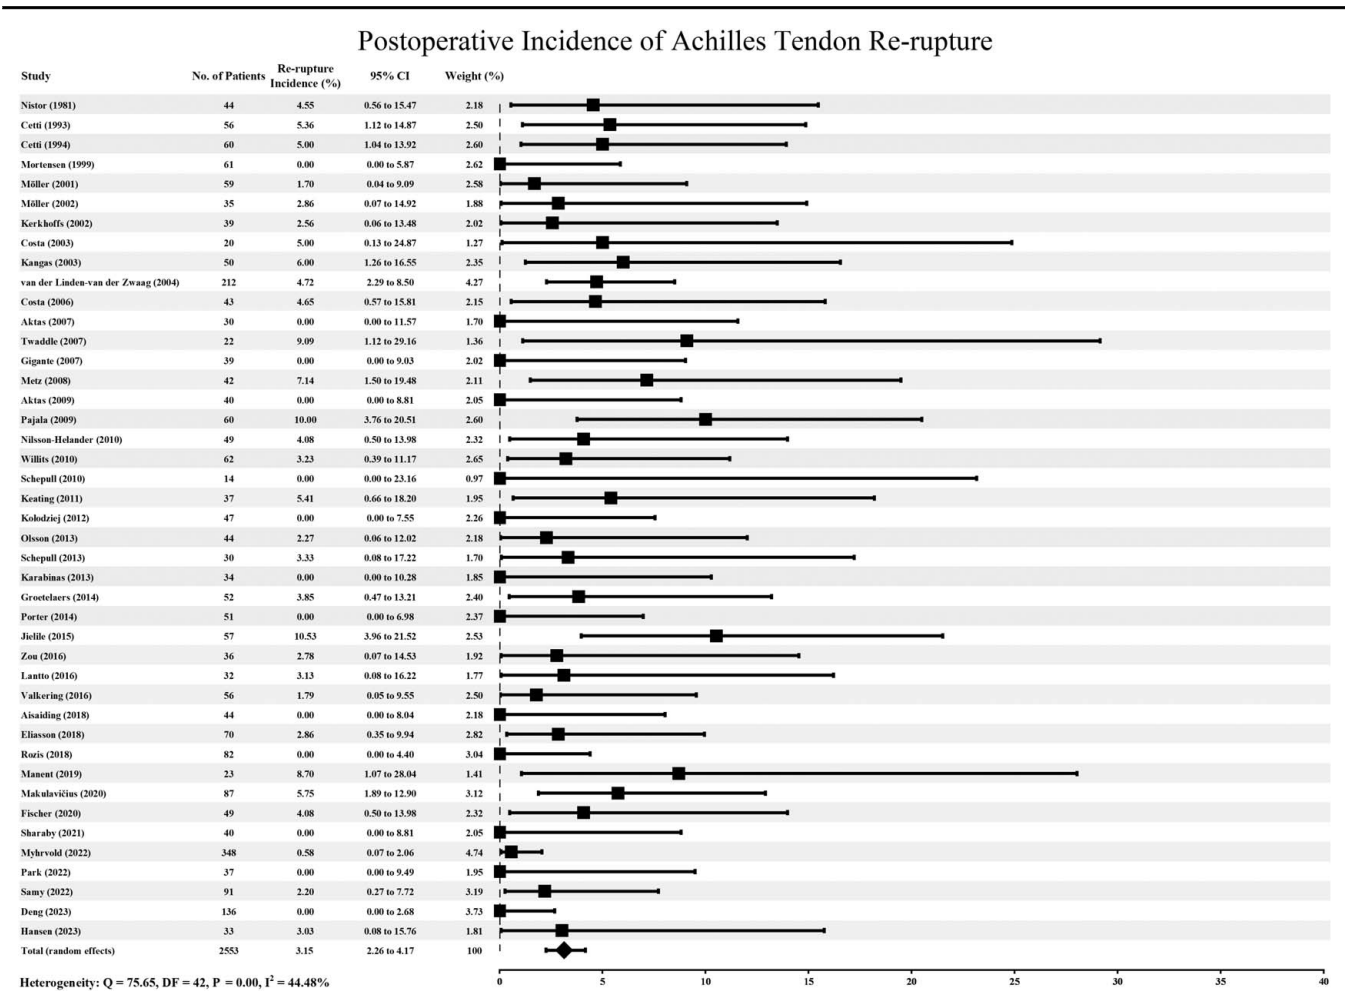 Postoperative Incidence of Achilles Tendon Re-rupture
Study No. of Patients Re-rupture Incidence (%) 95% CI Weight (%)
Nistor (1981) 44 4.55 0.56 to 15.47 2.18
Cetti (1993) 56 5.36 1.12 to 14.87 2.50
Cetti (1994) 60 5.00 1.04 to 13.92 2.60
Mortensen (1999) 61 0.00 0.00 to 5.87 2.62
Möller (2001) 59 1.70 0.04 to 9.09 2.58
Möller (2002) 35 2.86 0.07 to 14.92 1.88
Kerkhoffs (2002) 39 2.56 0.06 to 13.48 2.02
Costa (2003) 20 5.00 0.13 to 24.87 1.27
Kangas (2003) 50 6.00 1.26 to 16.55 2.35
van der Linden-van der Zwaag (2004) 212 4.72 2.29 to 8.50 4.27
Costa (2006) 43 4.65 0.57 to 15.81 2.15
Aktas (2007) 30 0.00 0.00 to 11.57 1.70
Twaddle (2007) 22 9.09 1.12 to 29.16 1.36
Gigante (2007) 39 0.00 0.00 to 9.03 2.02
Metz (2008) 42 7.14 1.50 to 19.48 2.11
Aktas (2009) 40 0.00 0.00 to 8.81 2.05
Pajala (2009) 60 10.00 3.76 to 20.51 2.60
Nilsson-Helander (2010) 49 4.08 0.50 to 13.98 2.32
Willits (2010) 62 3.23 0.39 to 11.17 2.65
Schepull (2010) 14 0.00 0.00 to 23.16 0.97
Keating (2011) 37 5.41 0.66 to 18.20 1.95
Kołodziej (2012) 47 0.00 0.00 to 7.55 2.26
Olsson (2013) 44 2.27 0.06 to 12.02 2.18
Schepull (2013) 30 3.33 0.08 to 17.22 1.70
Karabinas (2013) 34 0.00 0.00 to 10.28 1.85
Groetelaers (2014) 52 3.85 0.47 to 13.21 2.40
Porter (2014) 51 0.00 0.00 to 6.98 2.37
Jielile (2015) 57 10.53 3.96 to 21.52 2.53
Zou (2016) 36 2.78 0.07 to 14.53 1.92
Lantto (2016) 32 3.13 0.08 to 16.22 1.77
Valkering (2016) 56 1.79 0.05 to 9.55 2.50
Aisaiding (2018) 44 0.00 0.00 to 8.04 2.18
Eliasson (2018) 70 2.86 0.35 to 9.94 2.82
Rozis (2018) 82 0.00 0.00 to 4.40 3.04
Manent (2019) 23 8.70 1.07 to 28.04 1.41
Makulavičius (2020) 87 5.75 1.89 to 12.90 3.12
Fischer (2020) 49 4.08 0.50 to 13.98 2.32
Sharaby (2021) 40 0.00 0.00 to 8.81 2.05
Myhrvold (2022) 348 0.58 0.07 to 2.06 4.74
Park (2022) 37 0.00 0.00 to 9.49 1.95
Samy (2022) 91 2.20 0.27 to 7.72 3.19
Deng (2023) 136 0.00 0.00 to 2.68 3.73
Hansen (2023) 33 3.03 0.08 to 15.76 1.81
Total (random effects) 2553 3.15 2.26 to 4.17 100
Heterogeneity: Q = 75.65, DF = 42, P = 0.00, I² = 44.48%
0 5 10 15 20 25 30 35 40